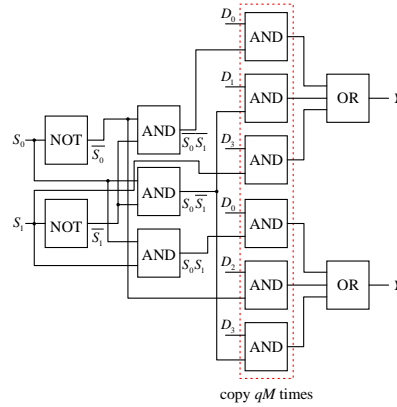 D₀
AND
D₁
AND
OR
Y
S₀
NOT
S̅₀
AND
S̅₀S̅₁
D₃
AND
AND
S₀S̅₁
D₀
AND
S₁
NOT
S̅₁
AND
S₀S₁
D₂
AND
OR
Y
D₃
AND
copy qM times